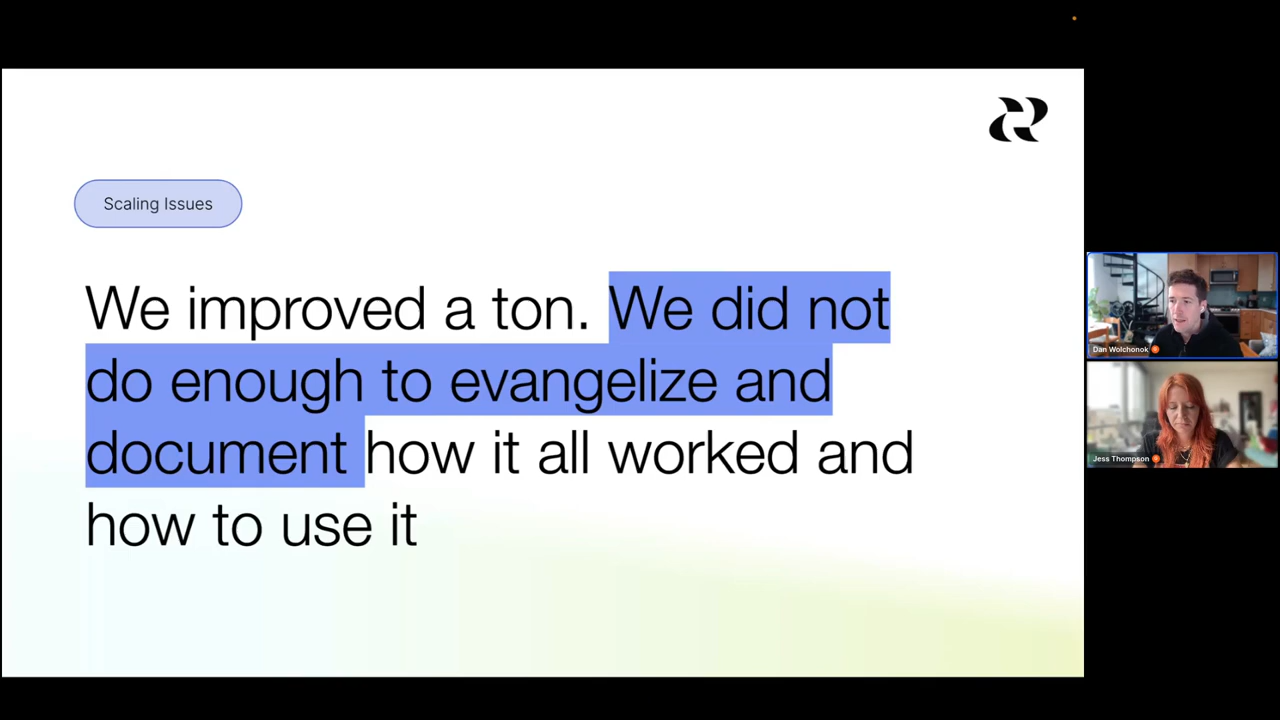 Scaling Issues
We improved a ton. We did not
do enough to evangelize and
document how it all worked and
how to use it
Dan Wolchonok
Jess Thompson